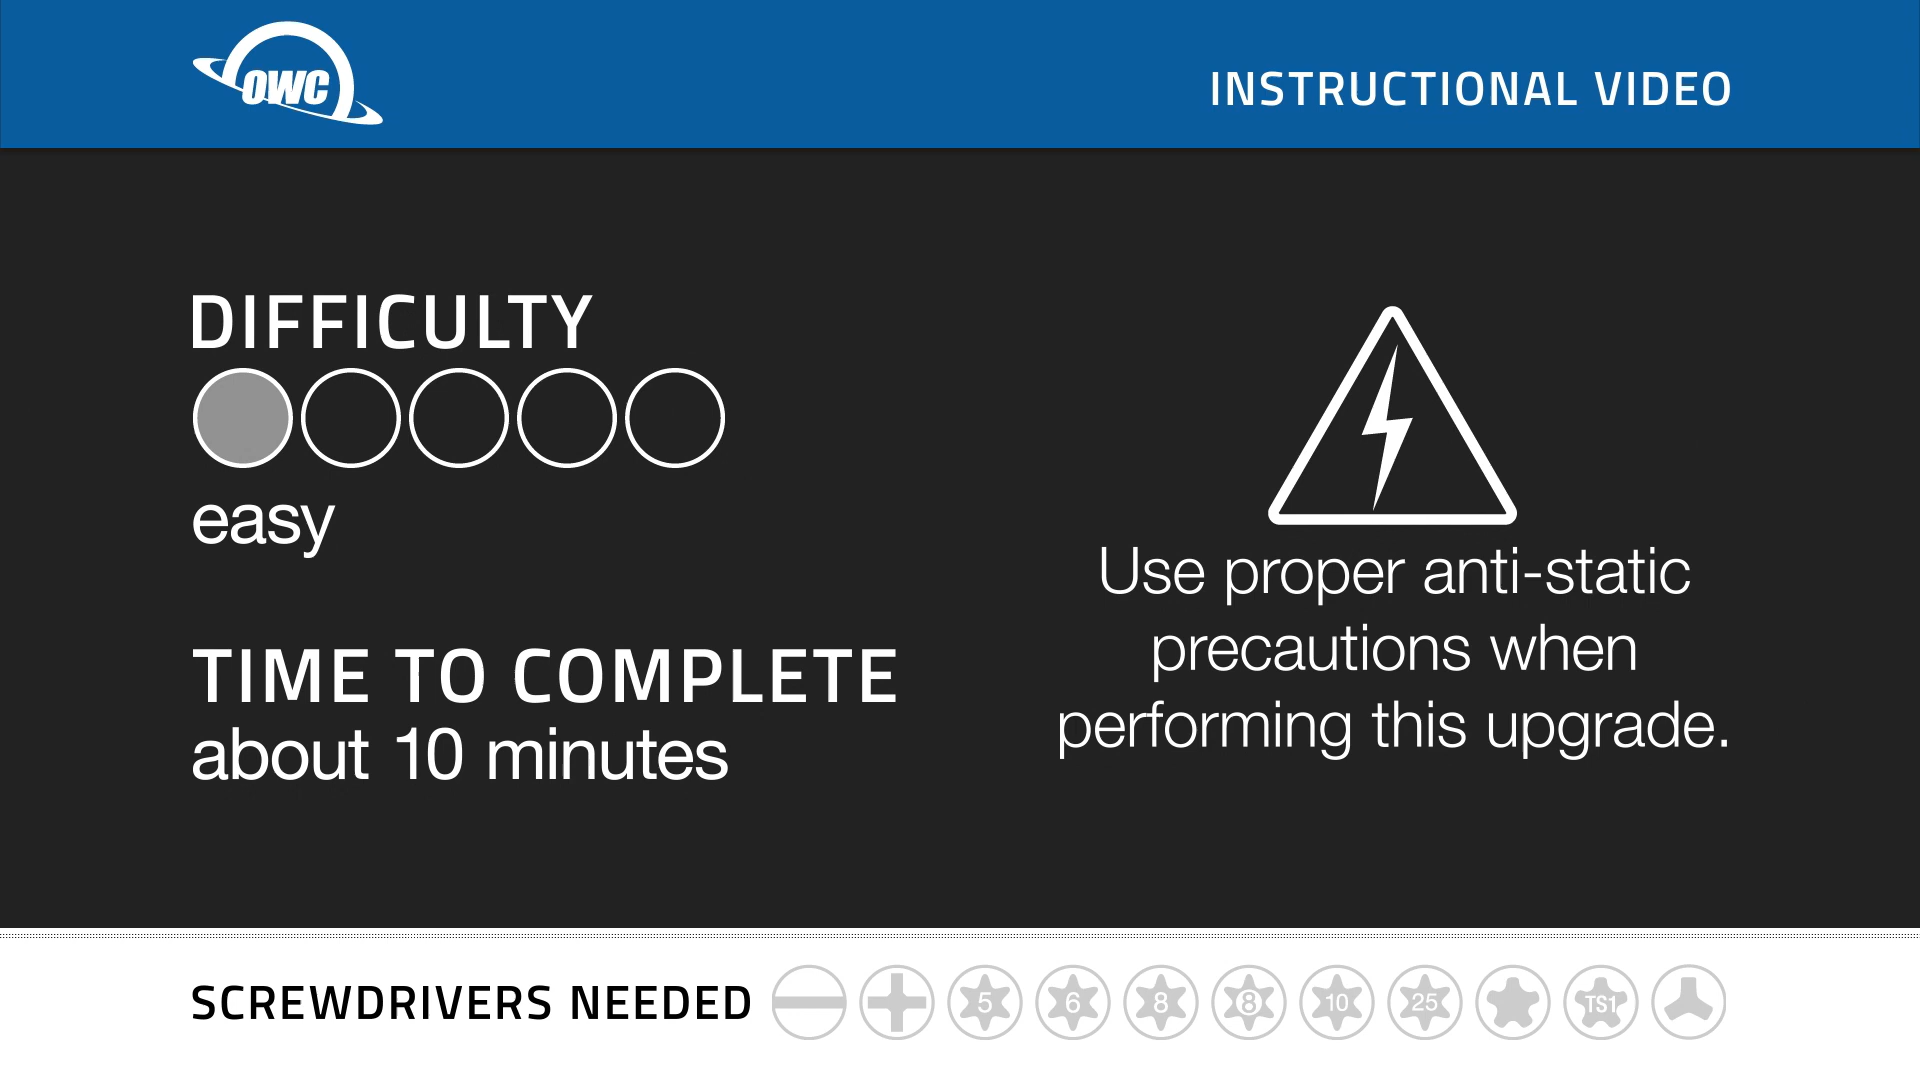 OWC
INSTRUCTIONAL VIDEO
DIFFICULTY
easy
TIME TO COMPLETE
about 10 minutes
Use proper anti-static
precautions when
performing this upgrade.
SCREWDRIVERS NEEDED 5 6 8 8 10 25 TS1